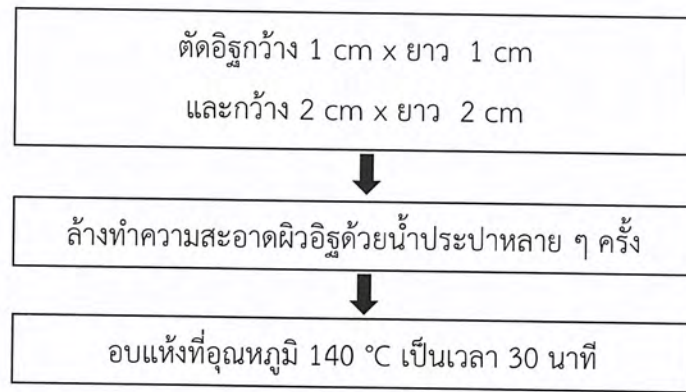 ตัดอิฐกว้าง 1 cm x ยาว 1 cm
และกว้าง 2 cm x ยาว 2 cm
ล้างทำความสะอาดผิวอิฐด้วยน้ำประปาหลาย ๆ ครั้ง
อบแห้งที่อุณหภูมิ 140 °C เป็นเวลา 30 นาที